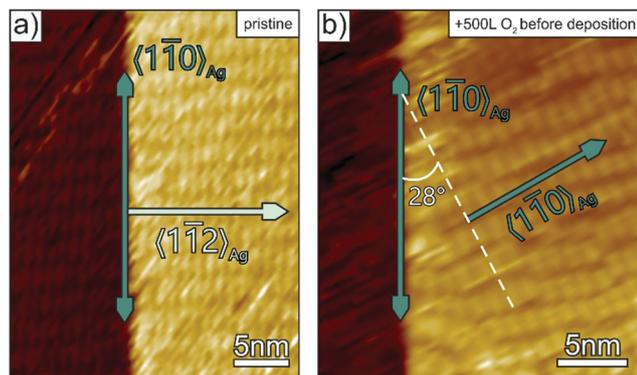 a)
pristine
⟨11̅0⟩Ag
⟨11̅2⟩Ag
5nm
b)
+500L O₂ before deposition
⟨11̅0⟩Ag
28°
⟨11̅0⟩Ag
5nm